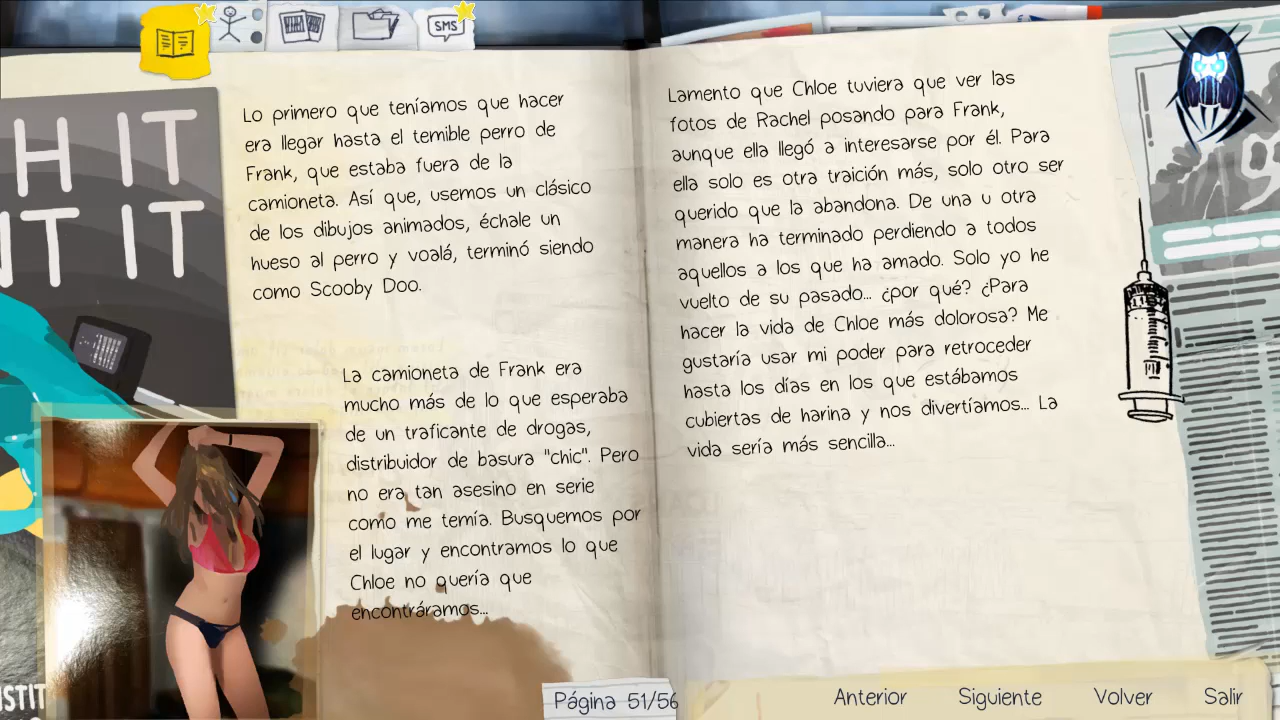 SMS
H IT
NT IT
Lo primero que teníamos que hacer
era llegar hasta el temible perro de
Frank, que estaba fuera de la
camioneta. Así que, usemos un clásico
de los dibujos animados, échale un
hueso al perro y voalá, terminó siendo
como Scooby Doo.
La camioneta de Frank era
mucho más de lo que esperaba
de un traficante de drogas,
distribuidor de basura "chic". Pero
no era tan asesino en serie
como me temía. Busquemos por
el lugar y encontramos lo que
Chloe no quería que
encontráramos...
Lamento que Chloe tuviera que ver las
fotos de Rachel posando para Frank,
aunque ella llegó a interesarse por él. Para
ella solo es otra traición más, solo otro ser
querido que la abandona. De una u otra
manera ha terminado perdiendo a todos
aquellos a los que ha amado. Solo yo he
vuelto de su pasado... ¿por qué? ¿Para
hacer la vida de Chloe más dolorosa? Me
gustaría usar mi poder para retroceder
hasta los días en los que estábamos
cubiertas de harina y nos divertíamos... La
vida sería más sencilla...
Página 51/56
Anterior Siguiente Volver Salir